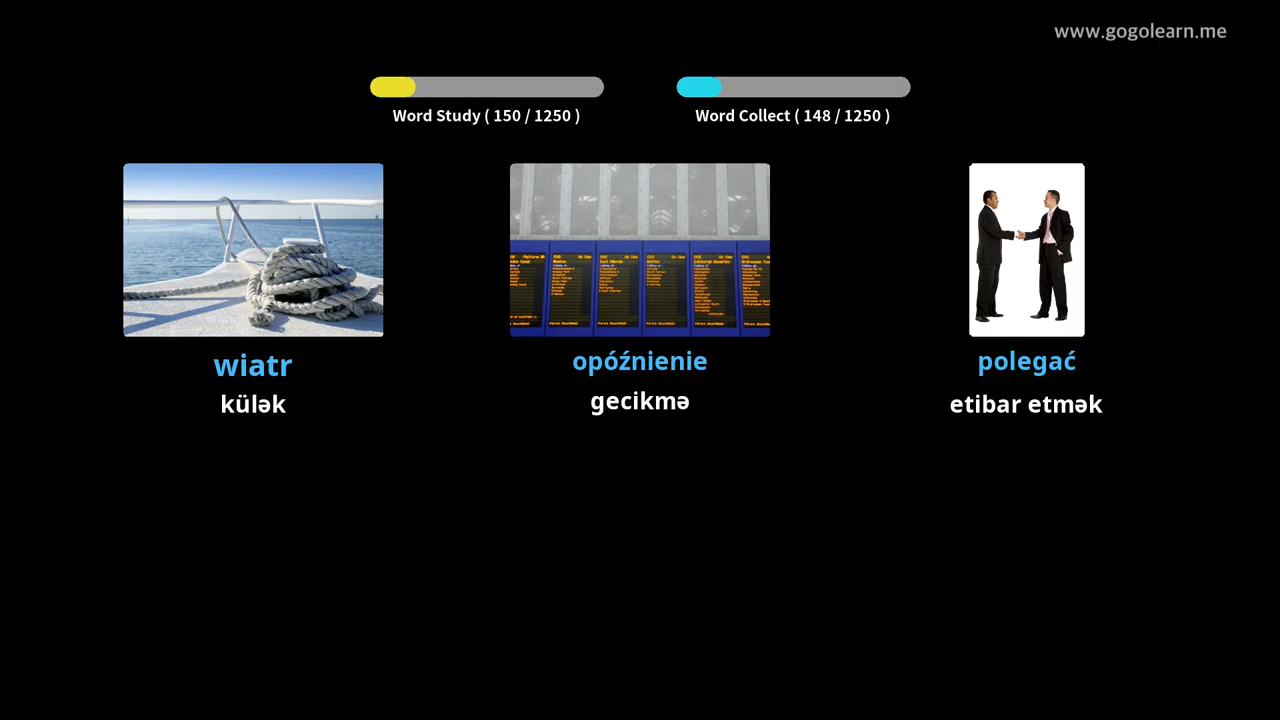 www.gogolearn.me
Word Study ( 150 / 1250 )
Word Collect ( 148 / 1250 )
wiatr
opóźnienie
polegać
külək
gecikmə
etibar etmək